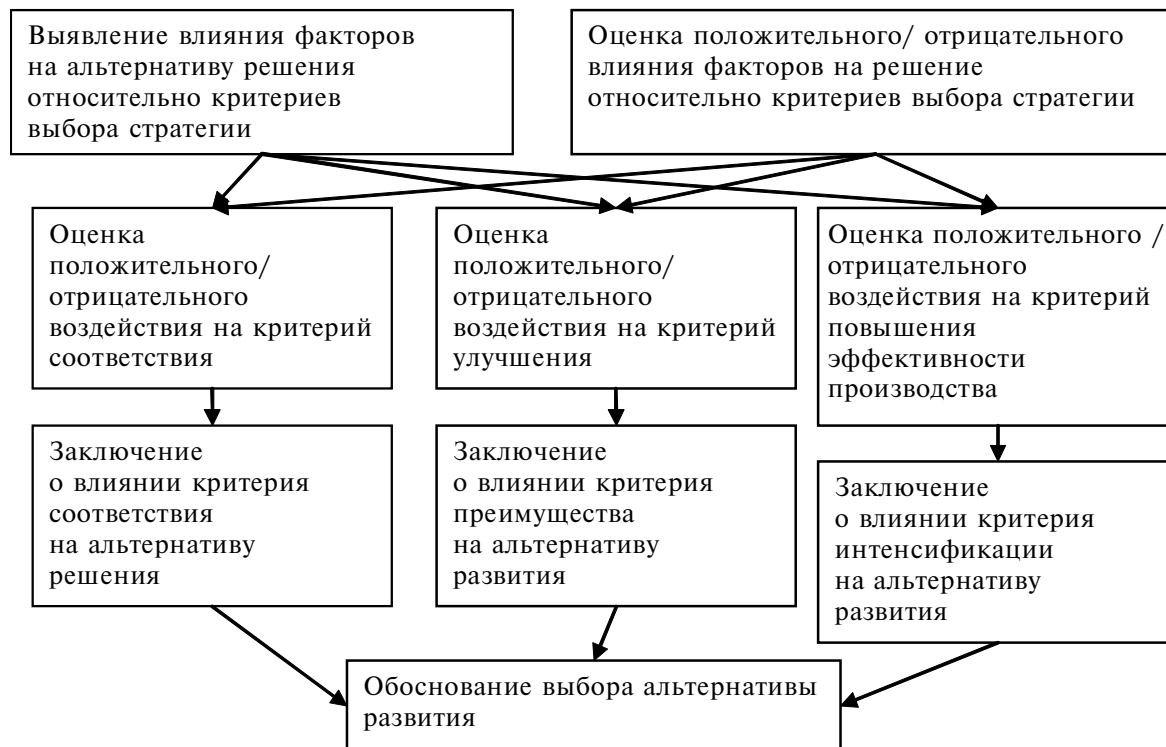 Выявление влияния факторов
на альтернативу решения
относительно критериев
выбора стратегии
Оценка положительного/ отрицательного
влияния факторов на решение
относительно критериев выбора стратегии
Оценка
положительного/
отрицательного
воздействия на критерий
соответствия
Оценка
положительного/
отрицательного
воздействия на критерий
улучшения
Оценка положительного /
отрицательного
воздействия на критерий
повышения
эффективности
производства
Заключение
о влиянии критерия
соответствия
на альтернативу
решения
Заключение
о влиянии критерия
преимущества
на альтернативу
развития
Заключение
о влиянии критерия
интенсификации
на альтернативу
развития
Обоснование выбора альтернативы
развития